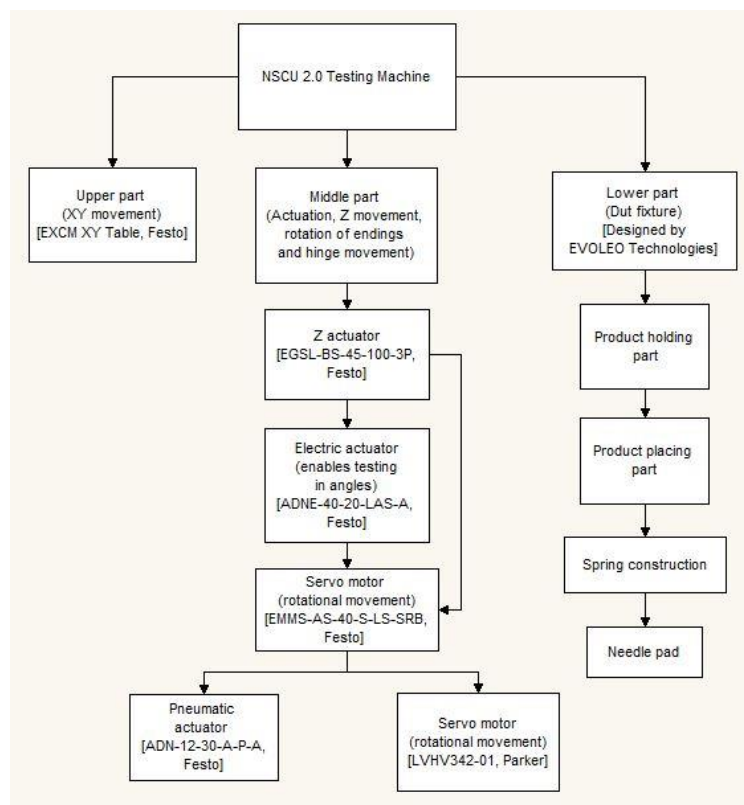 NSCU 2.0 Testing Machine
Upper part
(XY movement)
[EXCM XY Table, Festo]
Middle part
(Actuation, Z movement,
rotation of endings
and hinge movement)
Lower part
(Dut fixture)
[Designed by
EVOLEO Technologies]
Z actuator
[EGSL-BS-45-100-3P,
Festo]
Product holding
part
Electric actuator
(enables testing
in angles)
[ADNE-40-20-LAS-A,
Festo]
Product placing
part
Servo motor
(rotational movement)
[EMMS-AS-40-S-LS-SRB,
Festo]
Spring construction
Needle pad
Pneumatic
actuator
[ADN-12-30-A-P-A,
Festo]
Servo motor
(rotational movement)
[LVHV342-01, Parker]